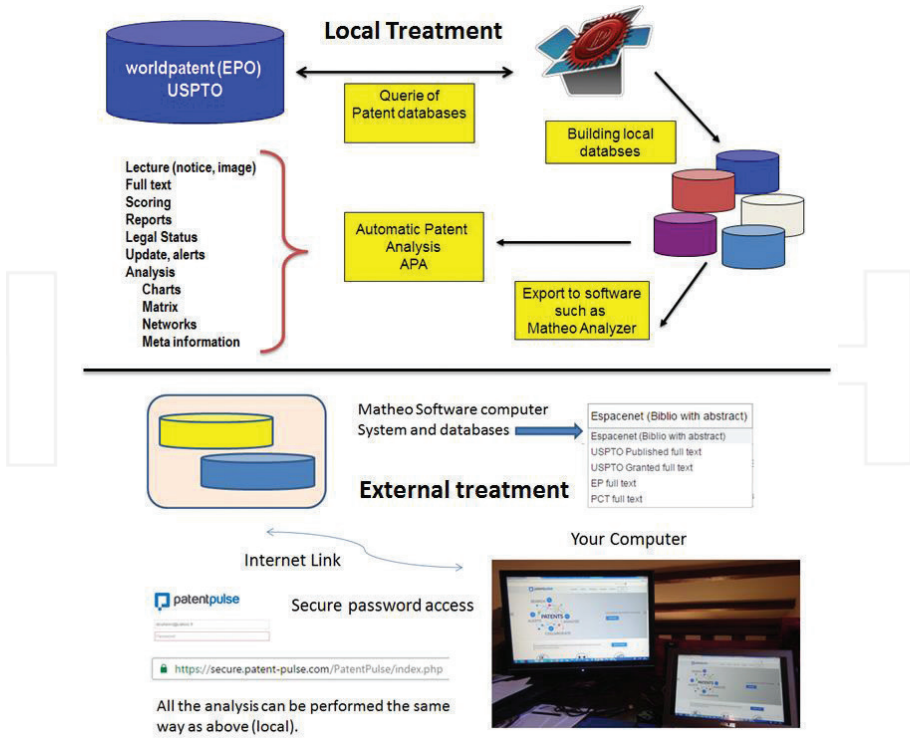 Local Treatment
worldpatent (EPO)
USPTO
Querie of
Patent databases
Building local
databses
Lecture (notice, image)
Full text
Scoring
Reports
Legal Status
Update, alerts
Analysis
Charts
Matrix
Networks
Meta information
Automatic Patent
Analysis
APA
Export to software
such as
Matheo Analyzer
Matheo Software computer
System and databases
Espacenet (Biblio with abstract)
Espacenet (Biblio with abstract)
USPTO Published full text
USPTO Granted full text
EP full text
PCT full text
External treatment
Your Computer
Internet Link
patentpulse
Secure password access
https://secure.patent-pulse.com/PatentPulse/index.php
All the analysis can be performed the same
way as above (local).
PATENTS